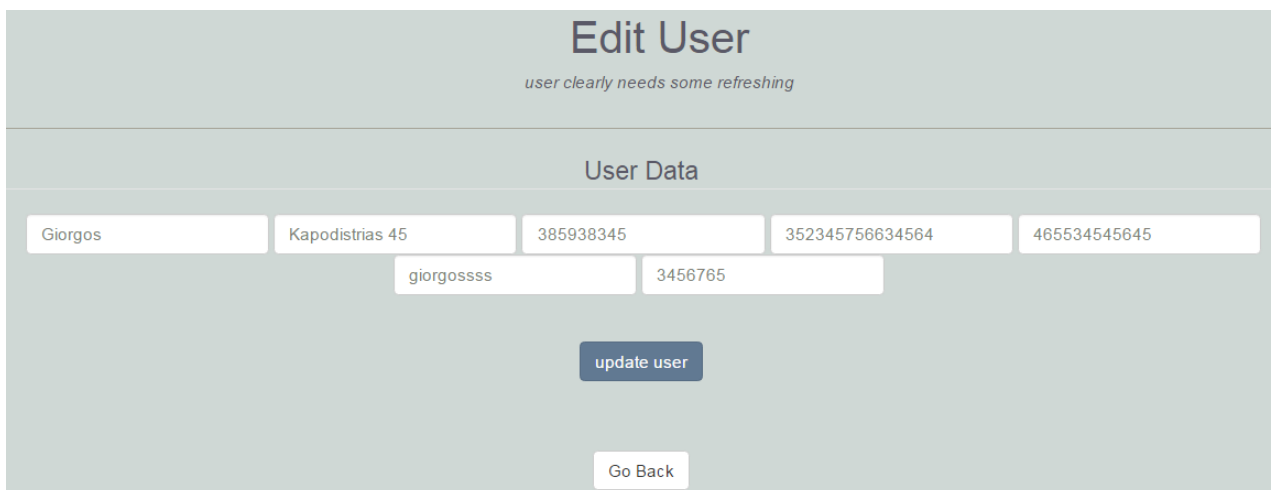 Edit User
user clearly needs some refreshing
User Data
Giorgos Kapodistrias 45 385938345 352345756634564 465534545645
giorgossss 3456765
update user
Go Back